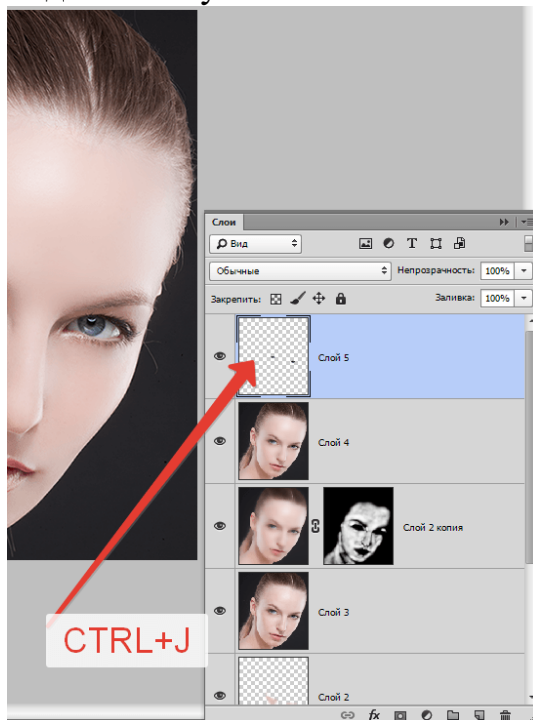 Слои
Вид
Обычные
Непрозрачность: 100%
Закрепить:
Заливка: 100%
Слой 5
Слой 4
Слой 2 копия
Слой 3
CTRL+J
Слой 2
fx